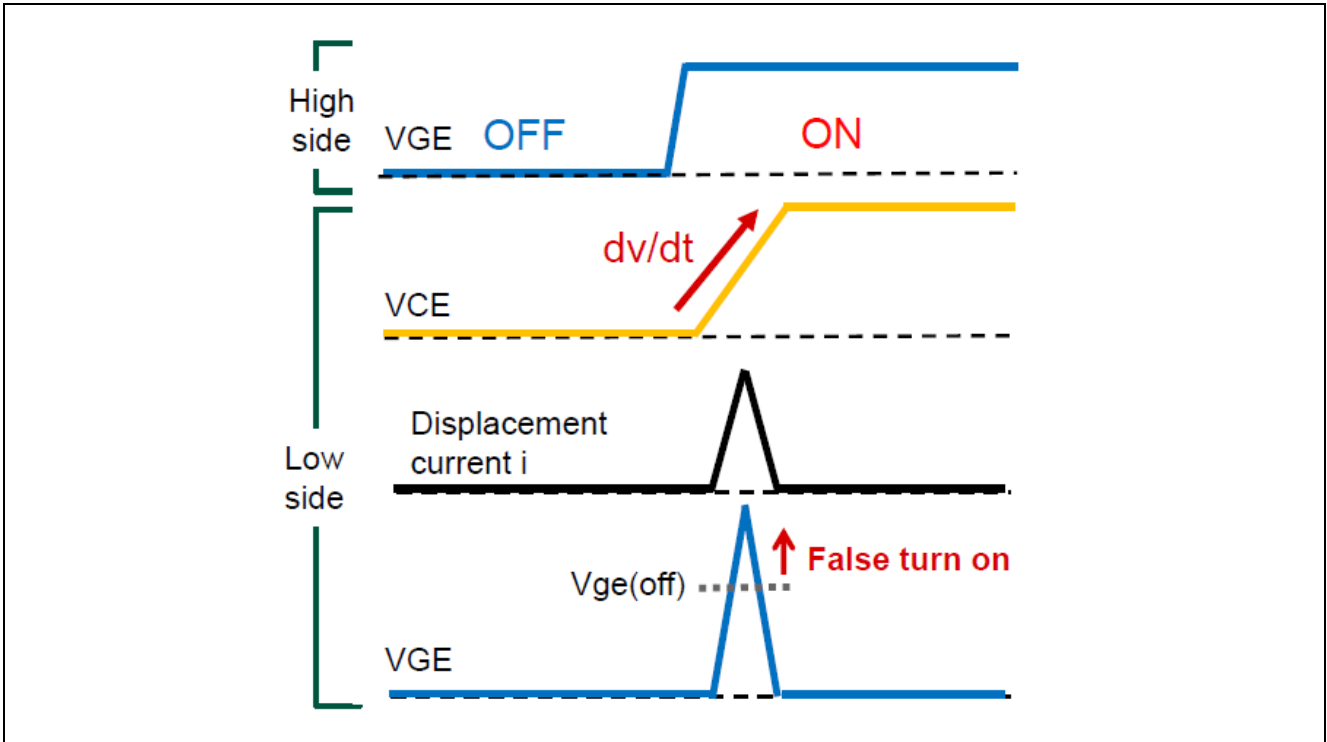 High
side
VGE
OFF
ON
dv/dt
VCE
Displacement
current i
Low
side
False turn on
Vge(off)
VGE